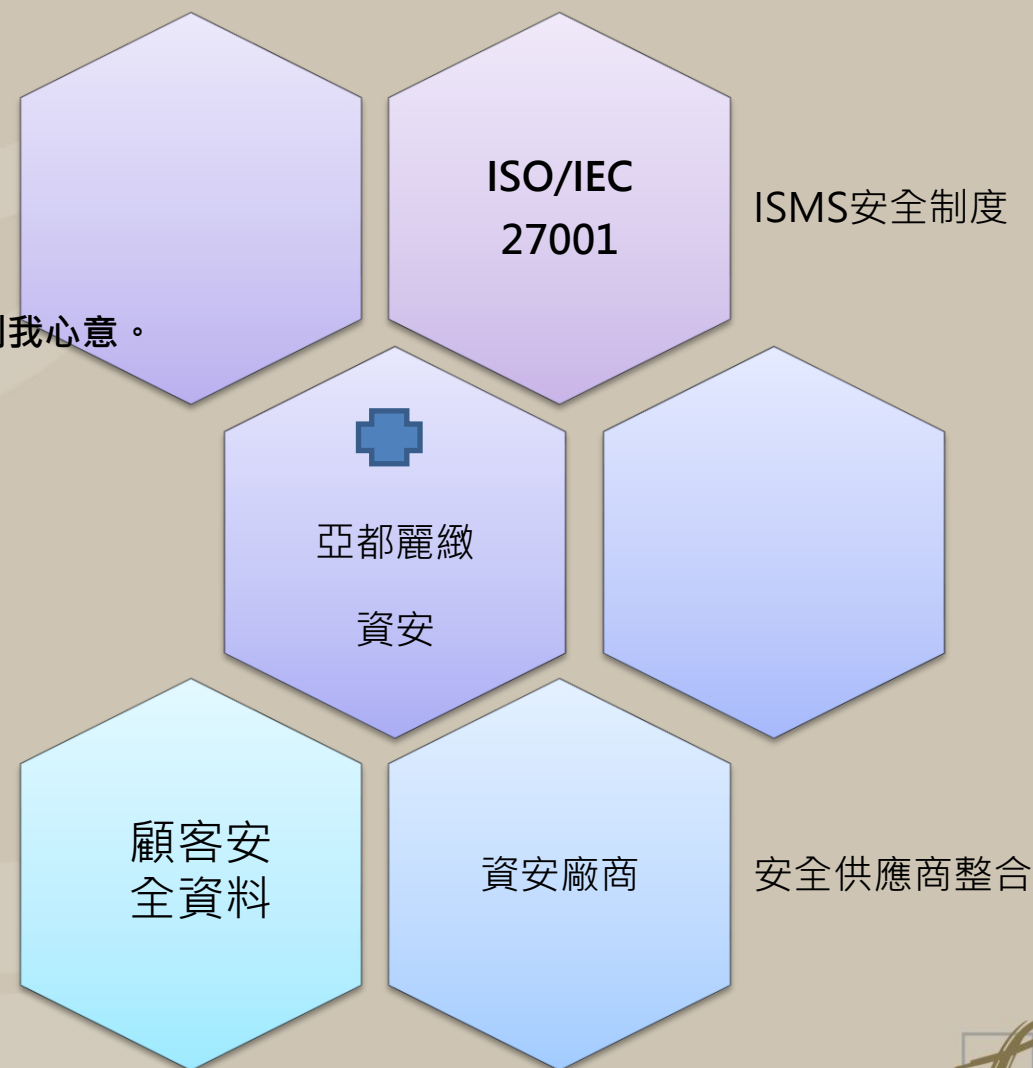 ISO/IEC
27001
ISMS安全制度
我心意。
亞都麗緻
資安
顧客安
全資料
資安廠商
安全供應商整合